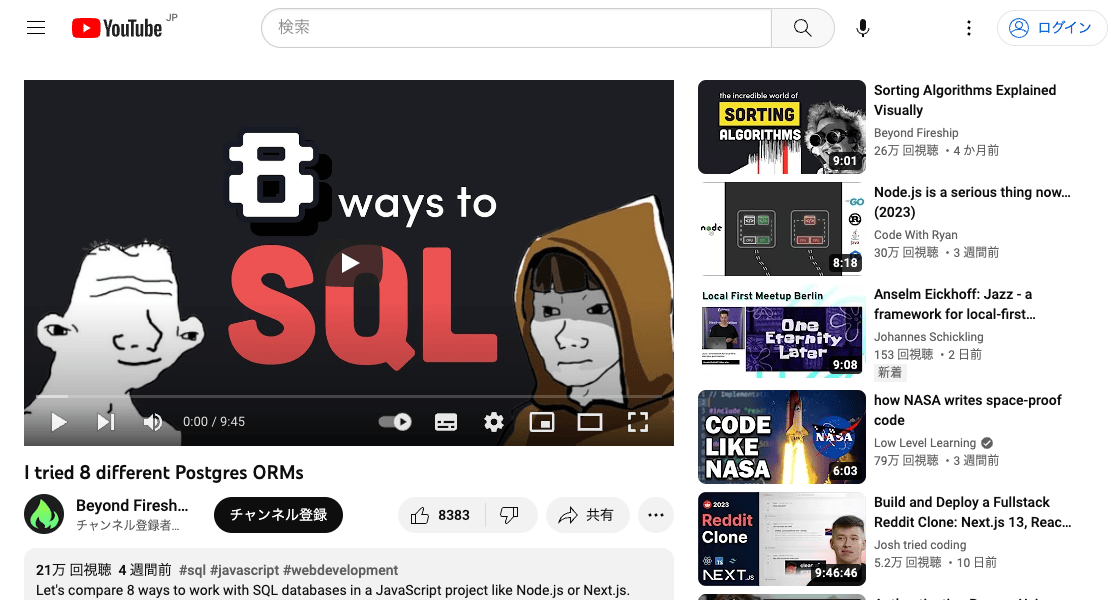 YouTube JP
検索
ログイン
8 ways to
SQL
0:00 / 9:45
I tried 8 different Postgres ORMs
Beyond Firesh...
チャンネル登録者...
チャンネル登録
8383
共有
21万 回視聴 4 週間前 #sql #javascript #webdevelopment
Let's compare 8 ways to work with SQL databases in a JavaScript project like Node.js or Next.js.
the incredible world of
SORTING
ALGORITHMS
9:01
Sorting Algorithms Explained
Visually
Beyond Fireship
26万 回視聴 ・4 か月前
node
GO
8:18
Node.js is a serious thing now...
(2023)
Code With Ryan
30万 回視聴 ・3 週間前
Local First Meetup Berlin
One
Eternity
Later
9:08
Anselm Eickhoff: Jazz - a
framework for local-first...
Johannes Schickling
153 回視聴 ・2 日前
新着
CODE
LIKE
NASA
NASA
6:03
how NASA writes space-proof
code
Low Level Learning
79万 回視聴 ・3 週間前
2023
Reddit
Clone
NEXT.JS
9:46:46
Build and Deploy a Fullstack
Reddit Clone: Next.js 13, Reac...
Josh tried coding
5.2万 回視聴 ・10 日前